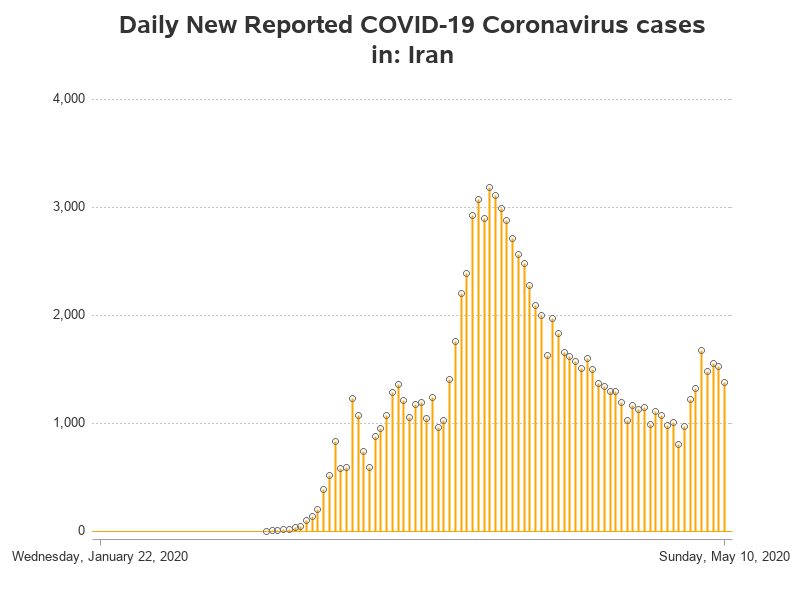 Daily New Reported COVID-19 Coronavirus cases
in: Iran
4,000
3,000
2,000
1,000
0
Wednesday, January 22, 2020
Sunday, May 10, 2020